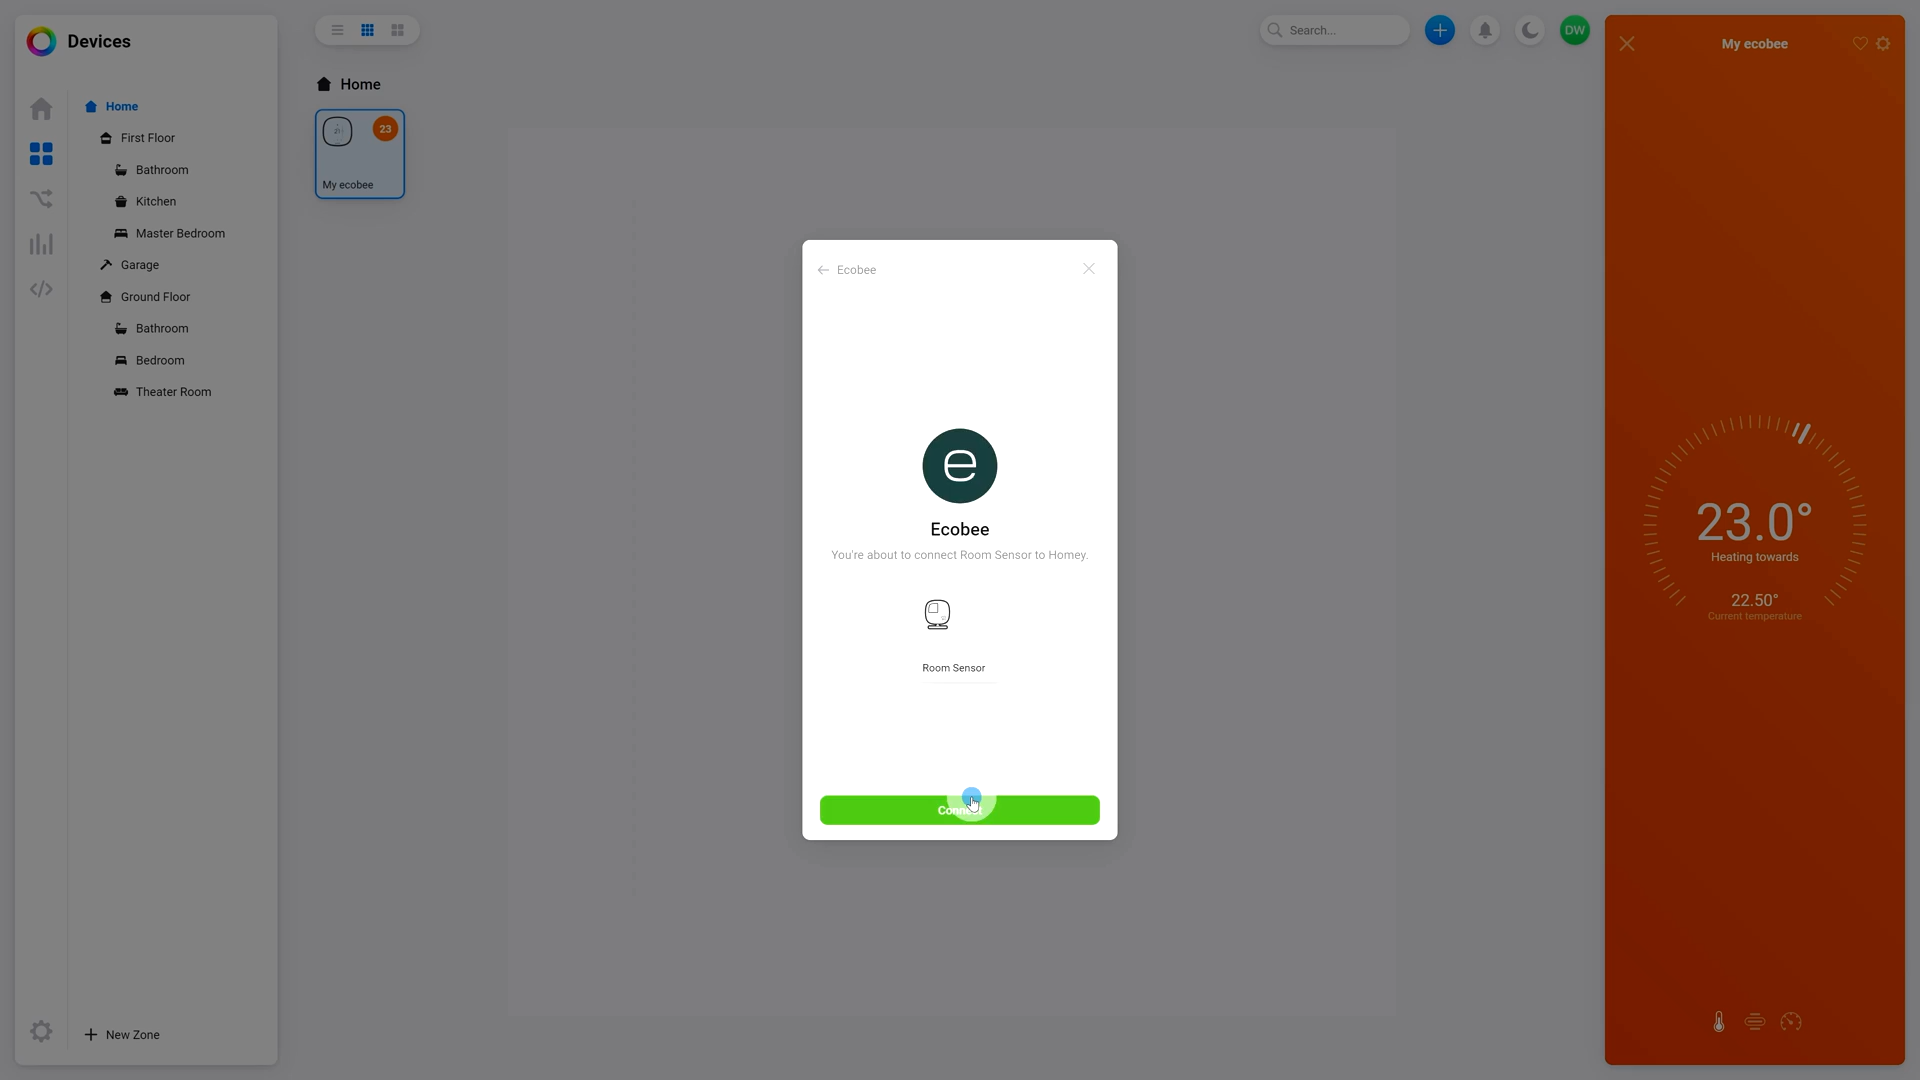 Devices
Home
First Floor
Bathroom
Kitchen
Master Bedroom
Garage
Ground Floor
Bathroom
Bedroom
Theater Room
New Zone
Home
23
My ecobee
Search...
DW
Ecobee
e
Ecobee
You're about to connect Room Sensor to Homey.
Room Sensor
My ecobee
23.0°
Heating towards
22.50°
Current temperature